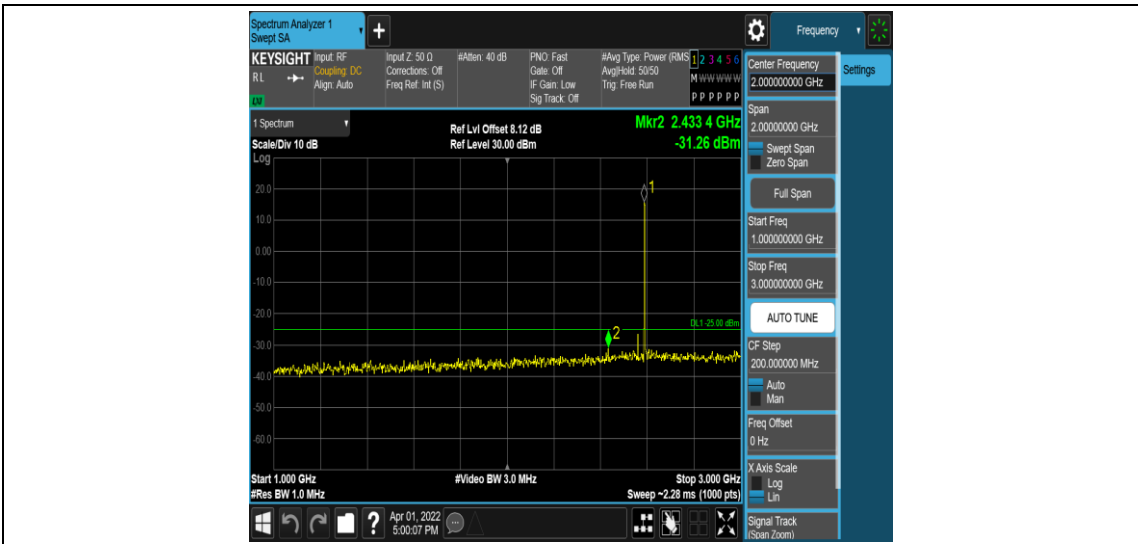 Spectrum Analyzer 1
Swept SA
+
Frequency
KEYSIGHT
Input: RF
Coupling: DC
Align: Auto
Input Z: 50 Ω
Corrections: Off
Freq Ref: Int (S)
#Atten: 40 dB
PNO: Fast
Gate: Off
IF Gain: Low
Sig Track: Off
#Avg Type: Power (RMS
Avg|Hold: 50/50
Trig: Free Run
1 2 3 4 5 6
M W W W W W
P P P P P P
R L
LXI
1 Spectrum
Scale/Div 10 dB
Log
Ref Lvl Offset 8.12 dB
Ref Level 30.00 dBm
Mkr2 2.433 4 GHz
-31.26 dBm
20.0
10.0
0.00
-10.0
-20.0
-30.0
-40.0
-50.0
-60.0
1
2
DL1 -25.00 dBm
Start 1.000 GHz
#Res BW 1.0 MHz
#Video BW 3.0 MHz
Stop 3.000 GHz
Sweep ~2.28 ms (1000 pts)
Center Frequency
2.000000000 GHz
Settings
Span
2.00000000 GHz
Swept Span
Zero Span
Full Span
Start Freq
1.000000000 GHz
Stop Freq
3.000000000 GHz
AUTO TUNE
CF Step
200.000000 MHz
Auto
Man
Freq Offset
0 Hz
X Axis Scale
Log
Lin
Signal Track
(Span Zoom)
?
Apr 01, 2022
5:00:07 PM